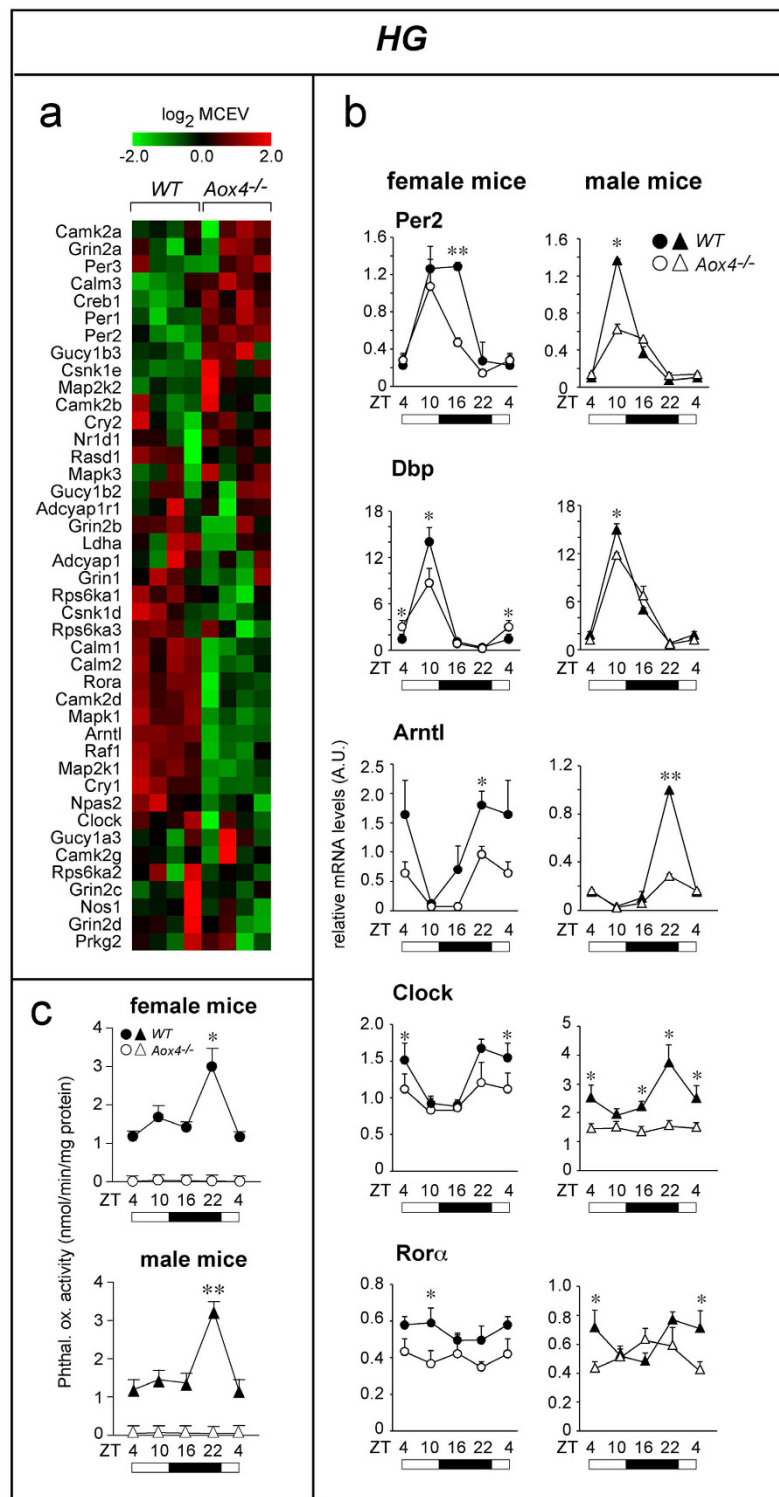 HG
a
log2 MCEV
-2.0 0.0 2.0
WT Aox4-/-
Camk2a
Grin2a
Per3
Calm3
Creb1
Per1
Per2
Gucy1b3
Csnk1e
Map2k2
Camk2b
Cry2
Nr1d1
Rasd1
Mapk3
Gucy1b2
Adcyap1r1
Grin2b
Ldha
Adcyap1
Grin1
Rps6ka1
Csnk1d
Rps6ka3
Calm1
Calm2
Rora
Camk2d
Mapk1
Arntl
Raf1
Map2k1
Cry1
Npas2
Clock
Gucy1a3
Camk2g
Rps6ka2
Grin2c
Nos1
Grin2d
Prkg2
b
female mice
male mice
relative mRNA levels (A.U.)
Per2
1.6
1.2
0.8
0.4
0
**
ZT 4 10 16 22 4
1.6
1.2
0.8
0.4
0
*
WT
Aox4-/-
ZT 4 10 16 22 4
Dbp
18
12
6
0
* * *
ZT 4 10 16 22 4
18
12
6
0
*
ZT 4 10 16 22 4
Arntl
2.5
2.0
1.5
1.0
0.5
0
*
ZT 4 10 16 22 4
1.2
0.8
0.4
0
**
ZT 4 10 16 22 4
Clock
2.0
1.5
1.0
0.5
0
* *
ZT 4 10 16 22 4
5
4
3
2
1
0
* * * *
ZT 4 10 16 22 4
Rorα
0.8
0.6
0.4
0.2
0
*
ZT 4 10 16 22 4
1.0
0.8
0.6
0.4
0.2
0.0
* *
ZT 4 10 16 22 4
c
Phthal. ox. activity (nmol/min/mg protein)
female mice
4
3
2
1
0
WT
Aox4-/-
*
ZT 4 10 16 22 4
male mice
4
3
2
1
0
**
ZT 4 10 16 22 4